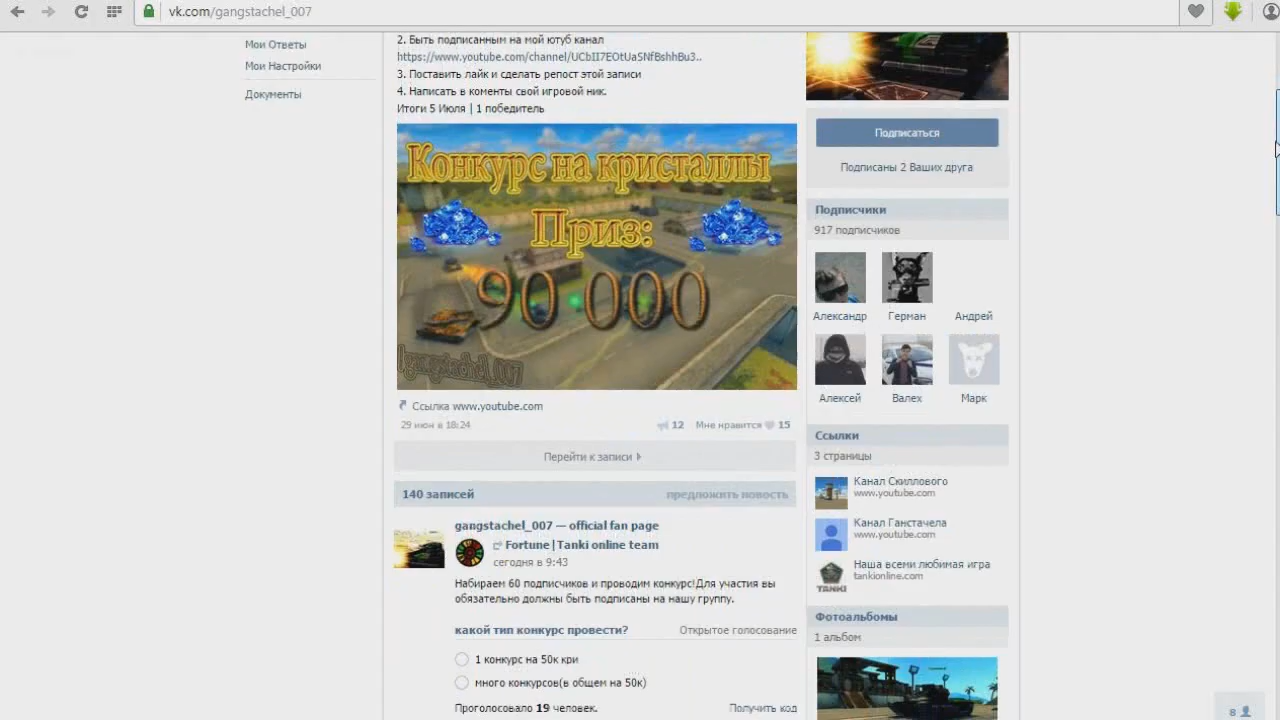 vk.com/gangstachel_007
Мои Ответы
Мои Настройки
Документы
2. Быть подписанным на мой ютуб канал
3. Поставить лайк и сделать репост этой записи
4. Написать в коменты свой игровой ник.
Итоги 5 Июля | 1 победитель
Конкурс на кристаллы
Приз:
90 000
gangstachel_007
Ссылка www.youtube.com
29 июн в 18:24
12 Мне нравится 15
Перейти к записи
140 записей
предложить новость
gangstachel_007 — official fan page
Fortune|Tanki online team
сегодня в 9:43
Набираем 60 подписчиков и проводим конкурс!Для участия вы
обязательно должны быть подписаны на нашу группу.
какой тип конкурс провести?
Открытое голосование
1 конкурс на 50к кри
много конкурсов(в общем на 50к)
Проголосовало 19 человек.
Получить код
Подписаться
Подписаны 2 Ваших друга
Подписчики
917 подписчиков
Александр
Герман
Андрей
Алексей
Валех
Марк
Ссылки
3 страницы
Канал Скиллового
www.youtube.com
Канал Ганстачела
www.youtube.com
Наша всеми любимая игра
tankionline.com
TANKI
Фотоальбомы
1 альбом
8